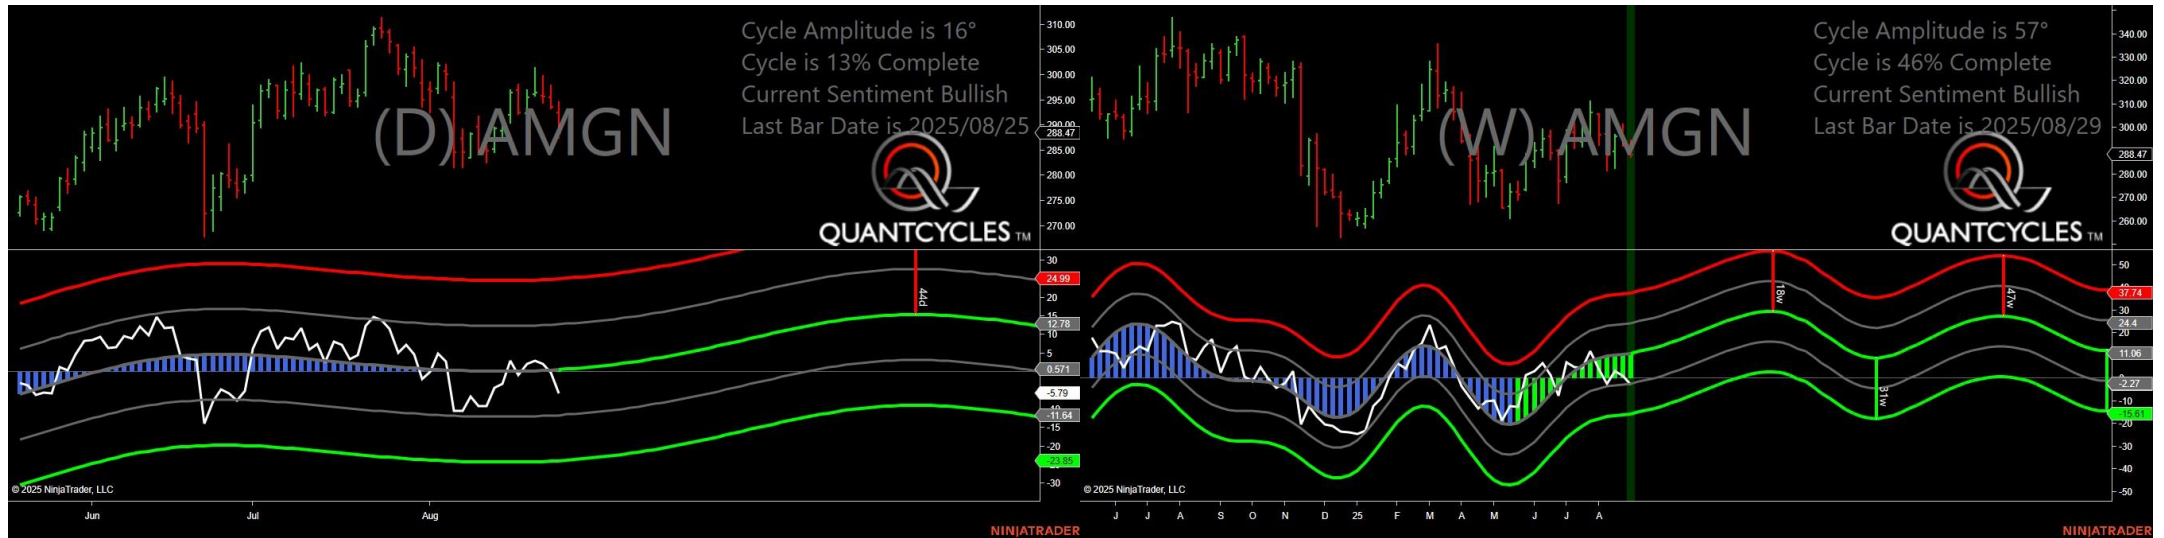 Cycle Amplitude is 16°
Cycle is 13% Complete
Current Sentiment Bullish
Last Bar Date is 2025/08/25
(D) AMGN
QUANTCYCLES TM
310.00
305.00
300.00
295.00
290.00
288.47
285.00
280.00
275.00
270.00
30
24.99
20
15
12.78
10
5
0.571
-5.79
-11.64
-15
-20
-23.85
-30
44d
© 2025 NinjaTrader, LLC
Jun Jul Aug
NINJATRADER
Cycle Amplitude is 57°
Cycle is 46% Complete
Current Sentiment Bullish
Last Bar Date is 2025/08/29
(W) AMGN
QUANTCYCLES TM
340.00
330.00
320.00
310.00
300.00
288.47
280.00
270.00
260.00
50
37.74
30
24.4
20
11.06
-2.27
-10
-15.61
-20
-30
-40
-50
18w
31w
47w
© 2025 NinjaTrader, LLC
J J A S O N D 25 F M A M J J A
NINJATRADER